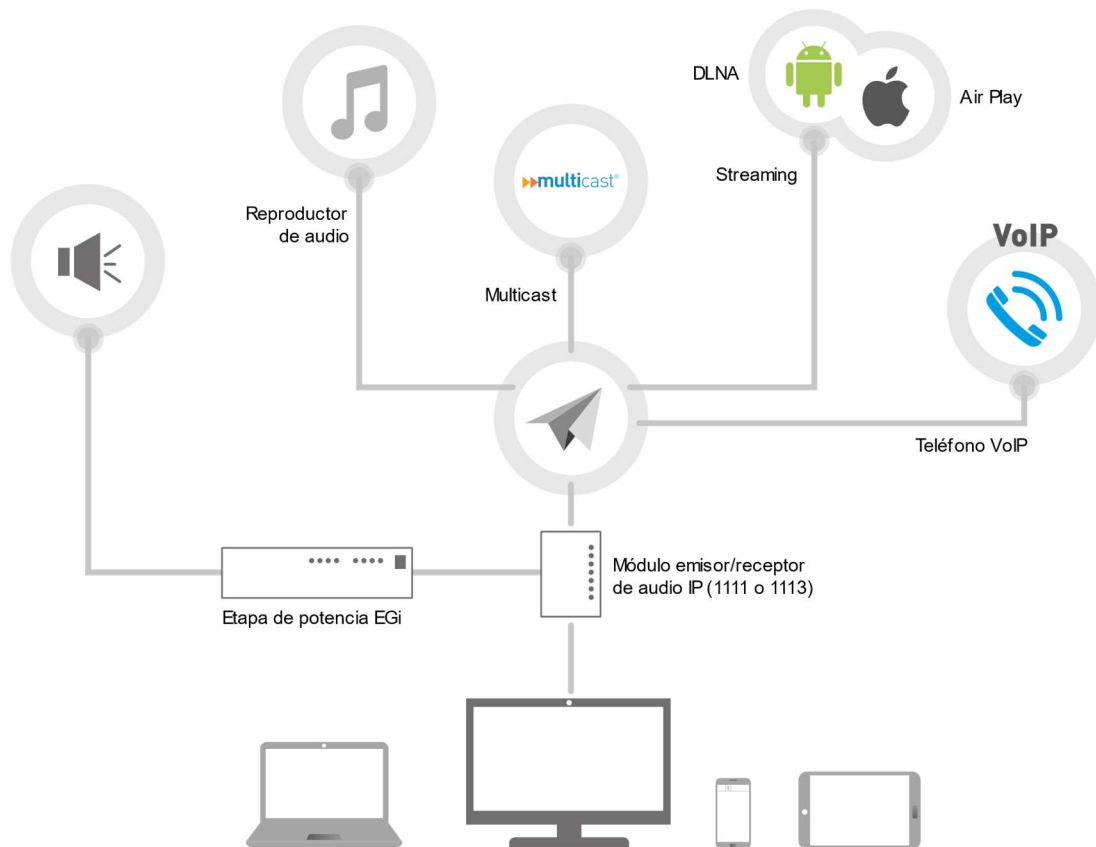 DLNA
Air Play
Streaming
multicast®
Reproductor
de audio
VoIP
Multicast
Teléfono VoIP
Módulo emisor/receptor
de audio IP (1111 o 1113)
Etapa de potencia EGi